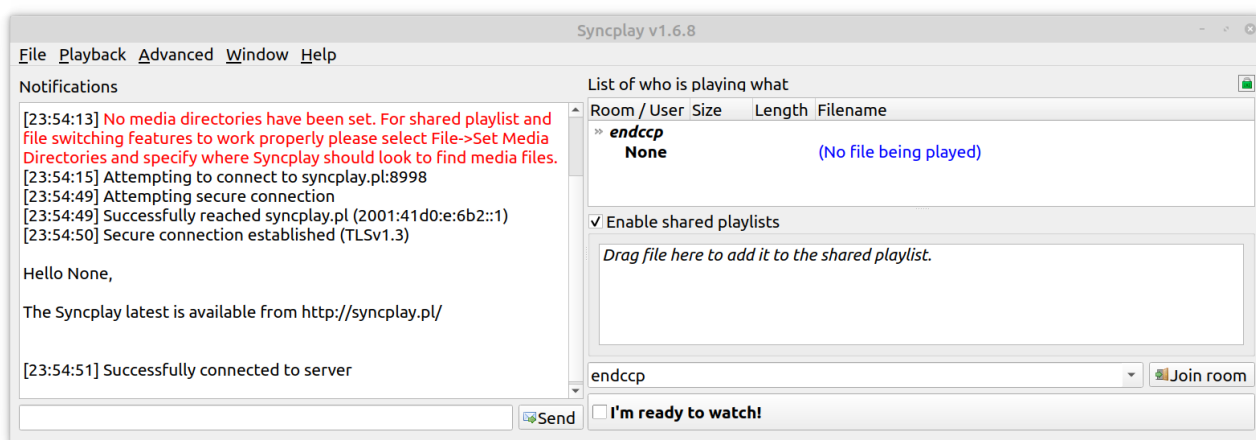 Syncplay v1.6.8
File Playback Advanced Window Help
Notifications
[23:54:13] No media directories have been set. For shared playlist and
file switching features to work properly please select File->Set Media
Directories and specify where Syncplay should look to find media files.
[23:54:15] Attempting to connect to syncplay.pl:8998
[23:54:49] Attempting secure connection
[23:54:49] Successfully reached syncplay.pl (2001:41d0:e:6b2::1)
[23:54:50] Secure connection established (TLSv1.3)
Hello None,
The Syncplay latest is available from http://syncplay.pl/
[23:54:51] Successfully connected to server
Send
List of who is playing what
Room / User Size Length Filename
endccp
None (No file being played)
Enable shared playlists
Drag file here to add it to the shared playlist.
endccp Join room
I'm ready to watch!